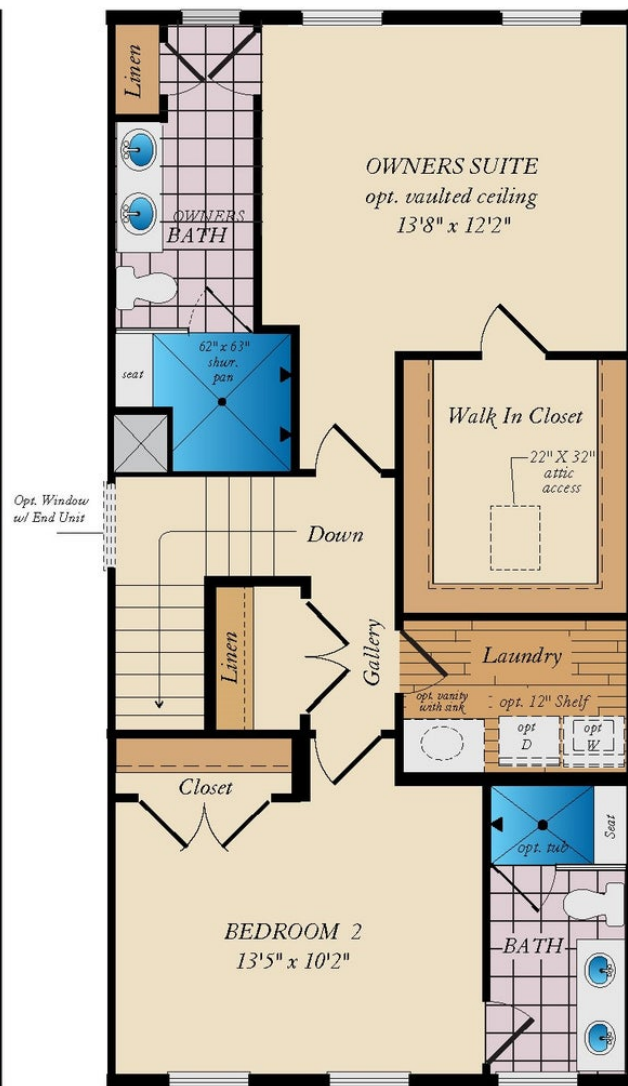 Linen
OWNERS SUITE
opt. vaulted ceiling
13'8" x 12'2"
OWNERS
BATH
62" x 63"
shwr.
pan
seat
Walk In Closet
22" X 32"
attic
access
Opt. Window
w/ End Unit
Down
Linen
Gallery
Laundry
opt. vanity
with sink
opt. 12" Shelf
opt
D
opt
W
Closet
opt. tub
Seat
BEDROOM 2
13'5" x 10'2"
BATH